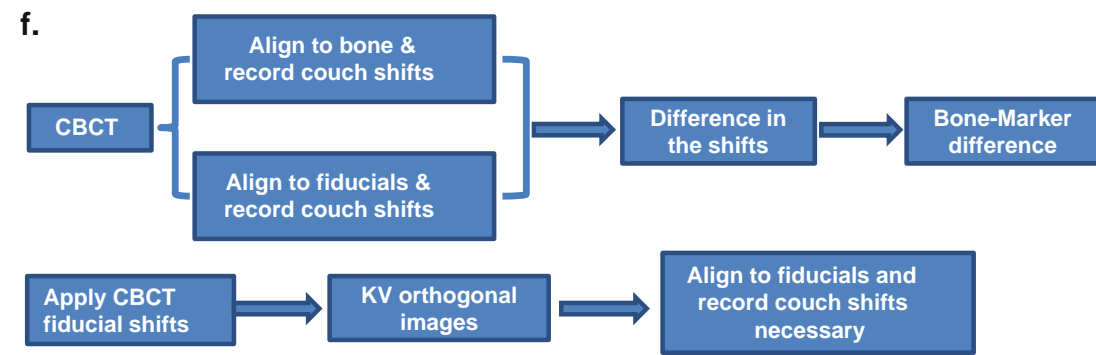 f.
Align to bone &
record couch shifts
CBCT
Align to fiducials &
record couch shifts
Difference in
the shifts
Bone-Marker
difference
Apply CBCT
fiducial shifts
KV orthogonal
images
Align to fiducials and
record couch shifts
necessary